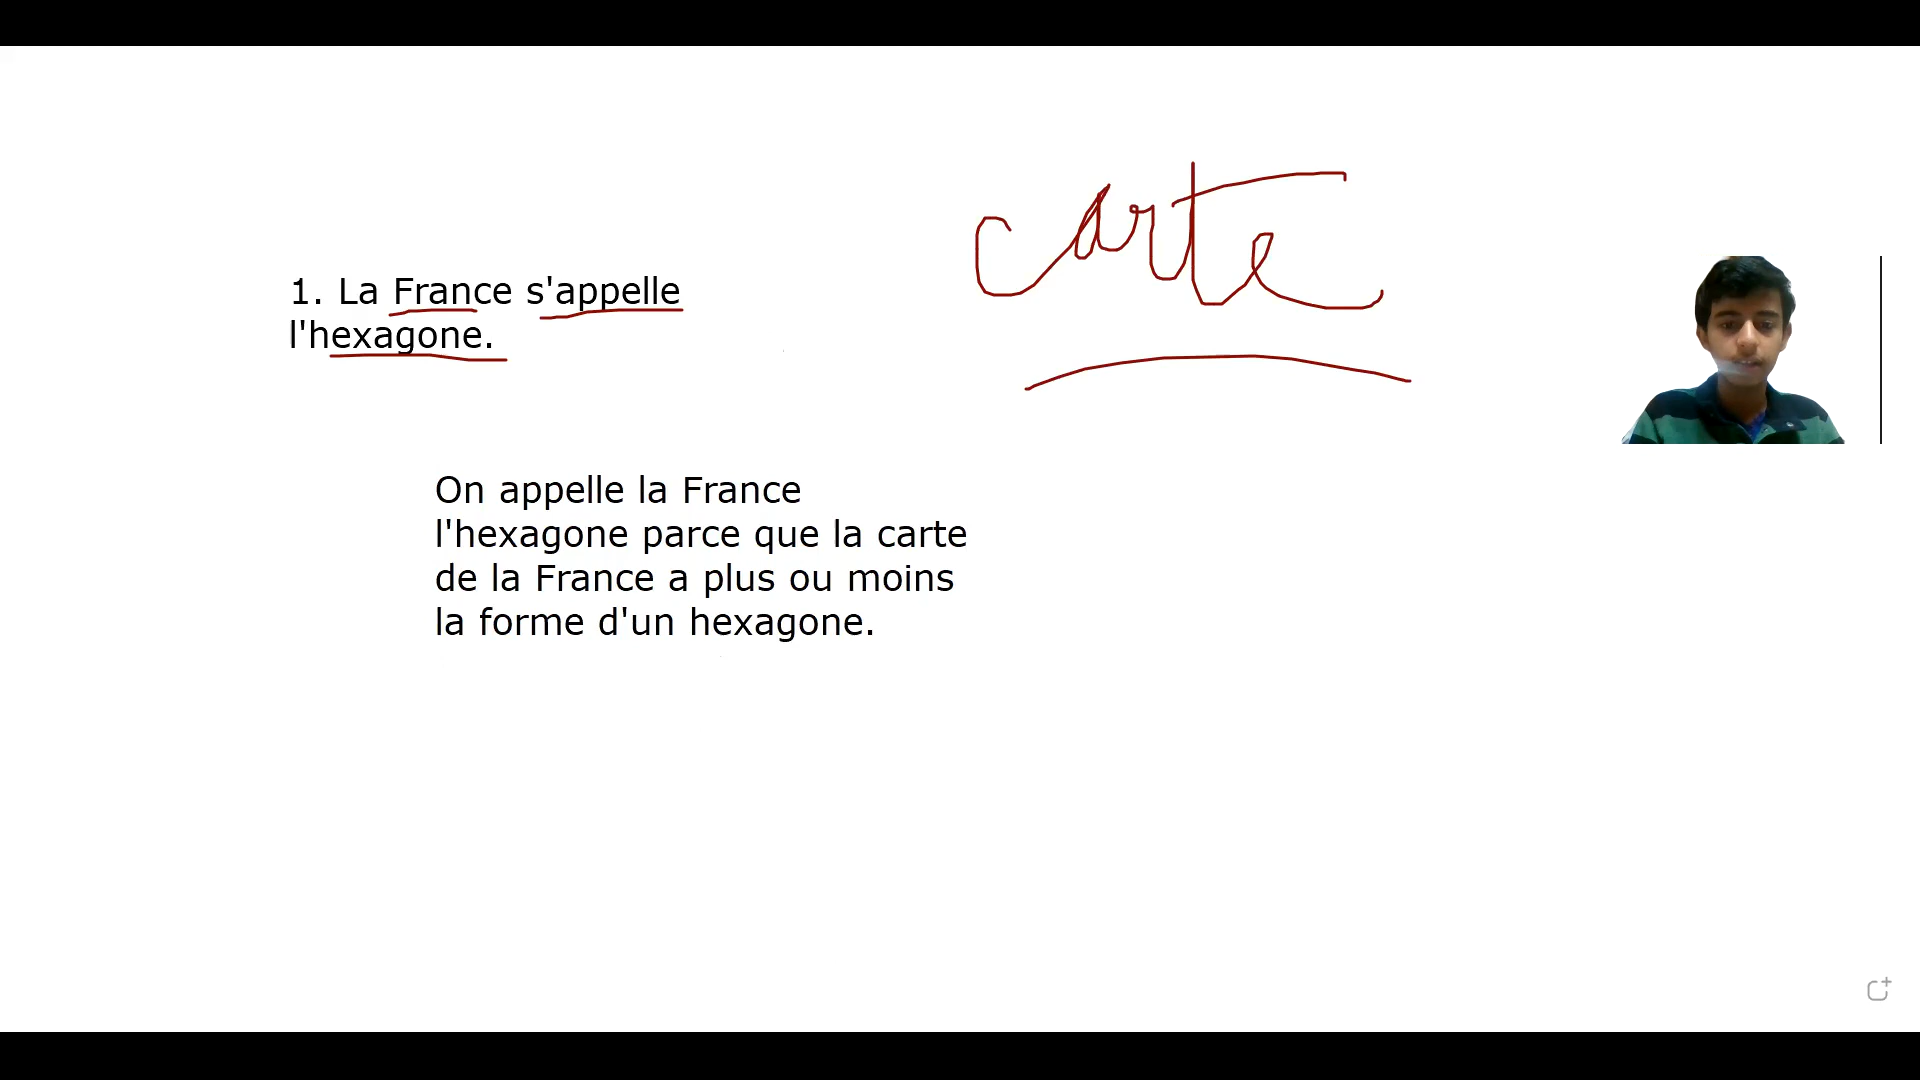 carte
1. La France s'appelle
l'hexagone.
On appelle la France
l'hexagone parce que la carte
de la France a plus ou moins
la forme d'un hexagone.